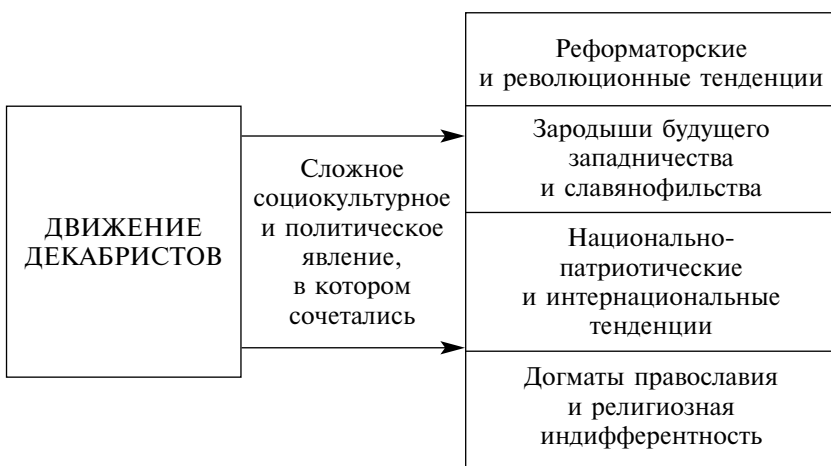 ДВИЖЕНИЕ
ДЕКАБРИСТОВ
Сложное
социокультурное
и политическое
явление,
в котором
сочетались
Реформаторские
и революционные тенденции
Зародыши будущего
западничества
и славянофильства
Национально-
патриотические
и интернациональные
тенденции
Догматы православия
и религиозная
индифферентность